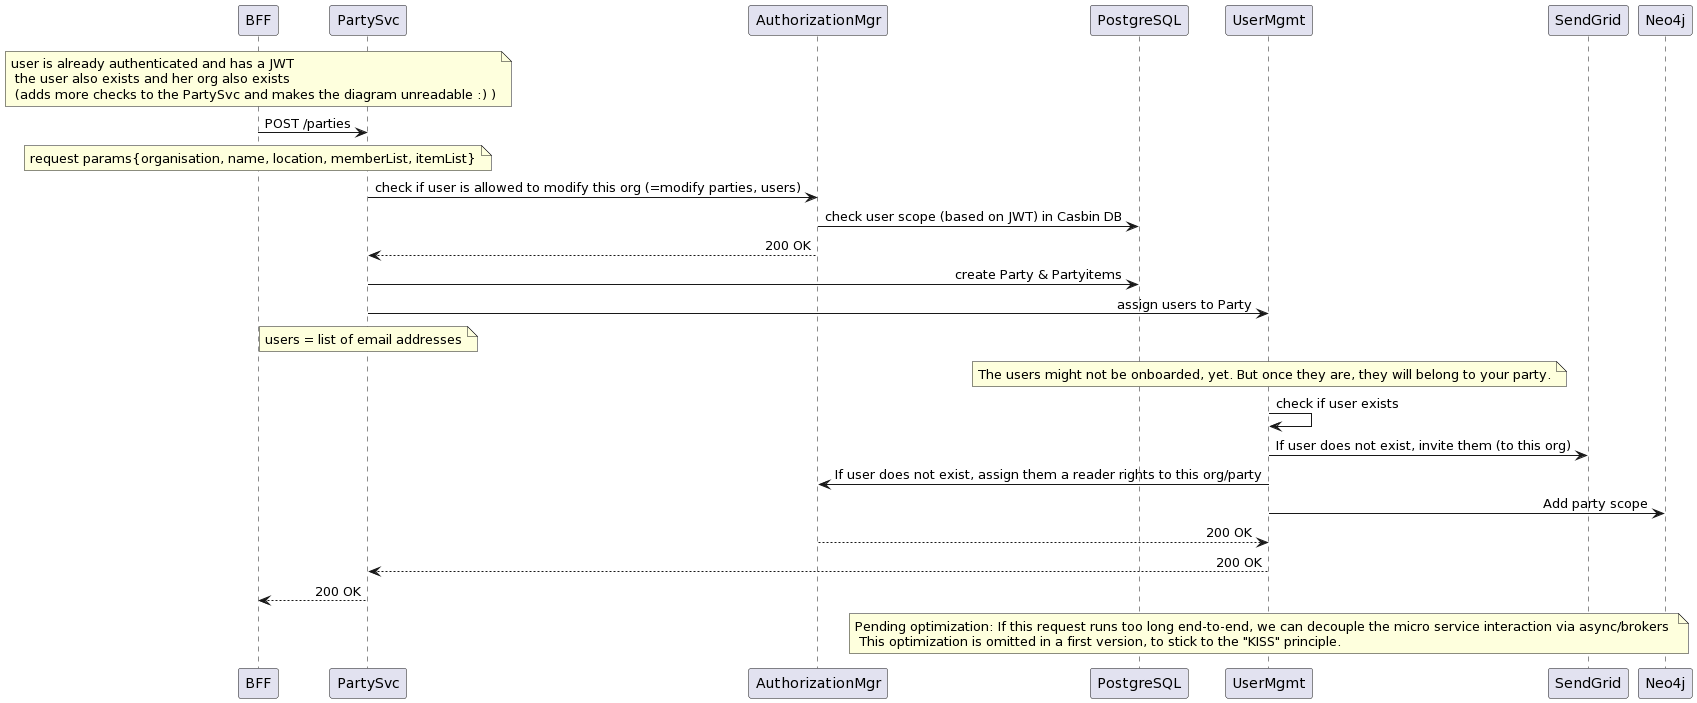 BFF PartySvc AuthorizationMgr PostgreSQL UserMgmt SendGrid Neo4j
user is already authenticated and has a JWT
the user also exists and her org also exists
(adds more checks to the PartySvc and makes the diagram unreadable :) )
POST /parties
request params{organisation, name, location, memberList, itemList}
check if user is allowed to modify this org (=modify parties, users)
check user scope (based on JWT) in Casbin DB
200 OK
create Party & Partyitems
assign users to Party
users = list of email addresses
The users might not be onboarded, yet. But once they are, they will belong to your party.
check if user exists
If user does not exist, invite them (to this org)
If user does not exist, assign them a reader rights to this org/party
Add party scope
200 OK
200 OK
200 OK
Pending optimization: If this request runs too long end-to-end, we can decouple the micro service interaction via async/brokers
This optimization is omitted in a first version, to stick to the "KISS" principle.
BFF PartySvc AuthorizationMgr PostgreSQL UserMgmt SendGrid Neo4j